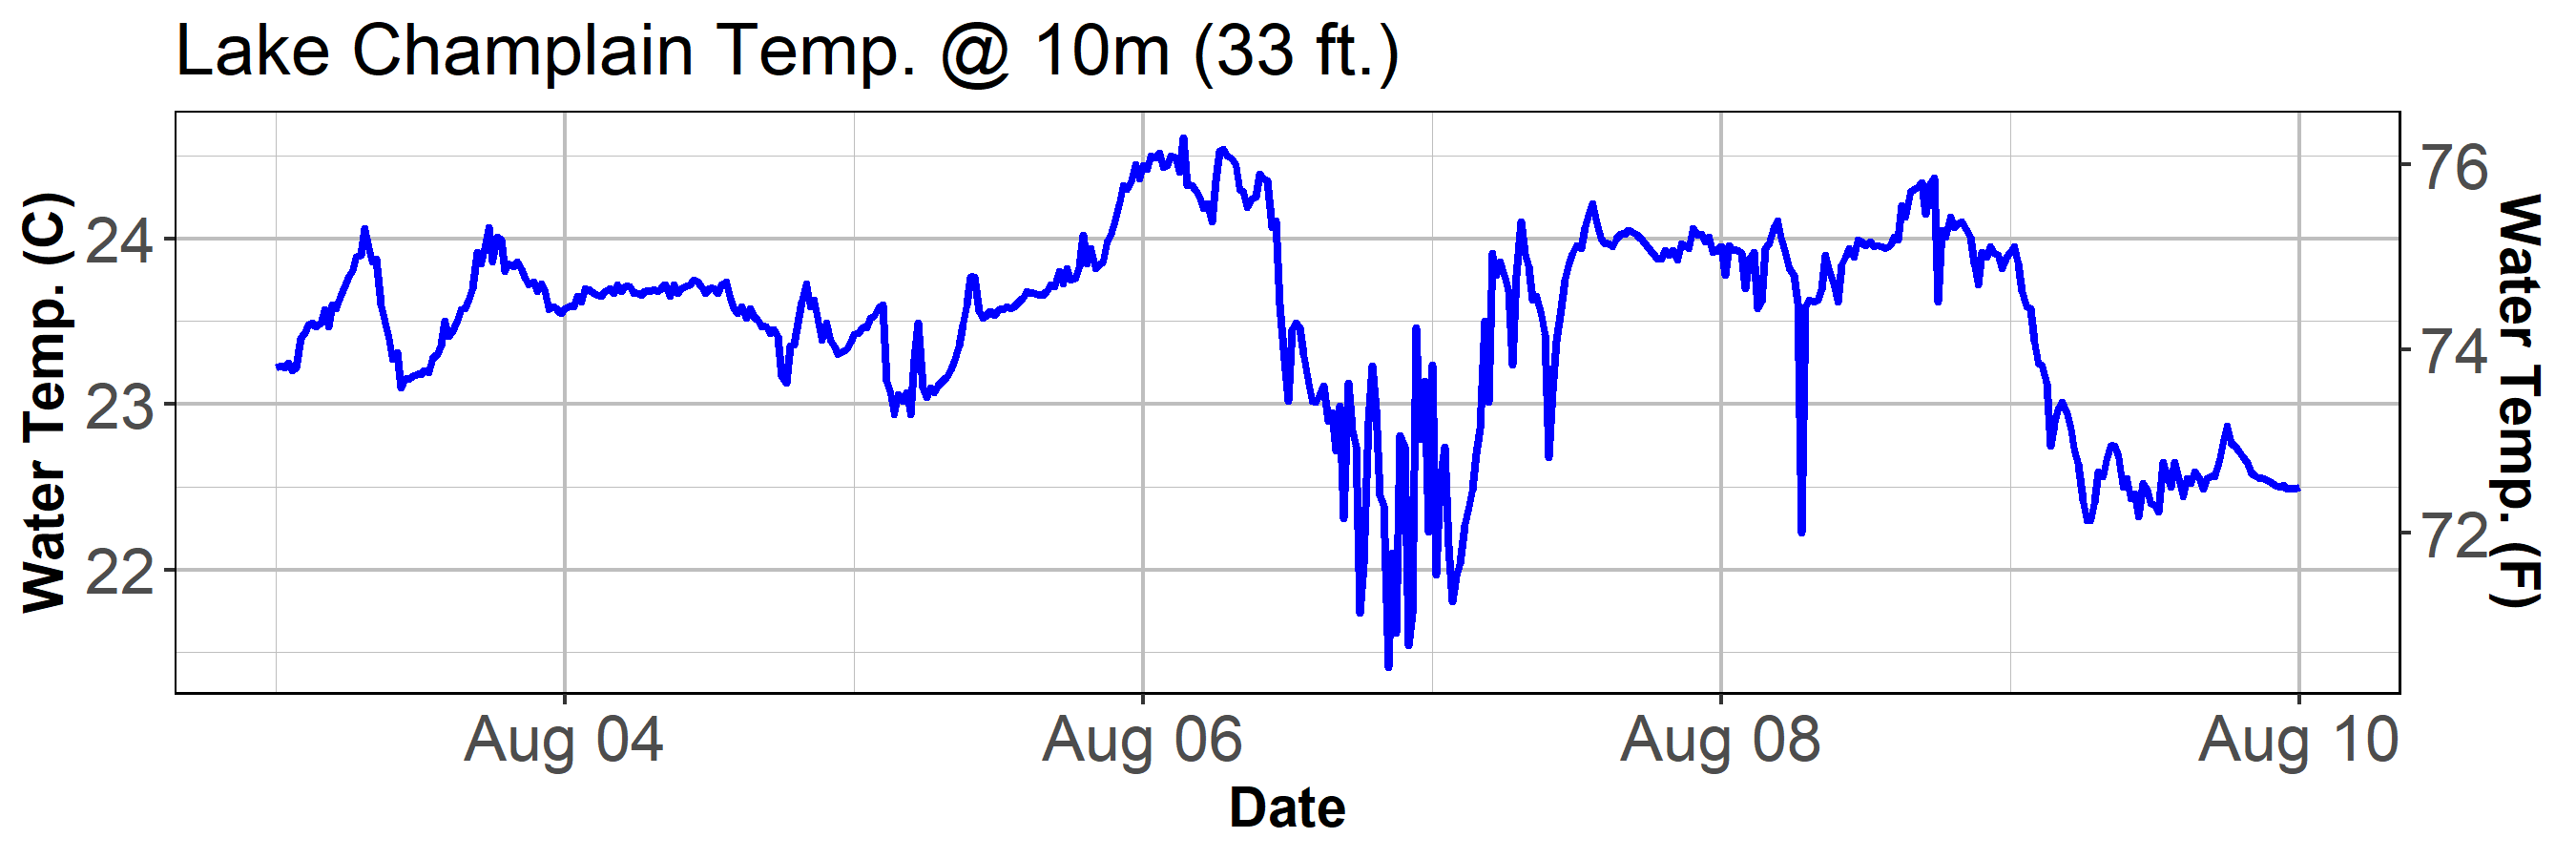 Lake Champlain Temp. @ 10m (33 ft.)
Water Temp. (C)
24
23
22
76
74
72
Water Temp. (F)
Aug 04
Aug 06
Aug 08
Aug 10
Date